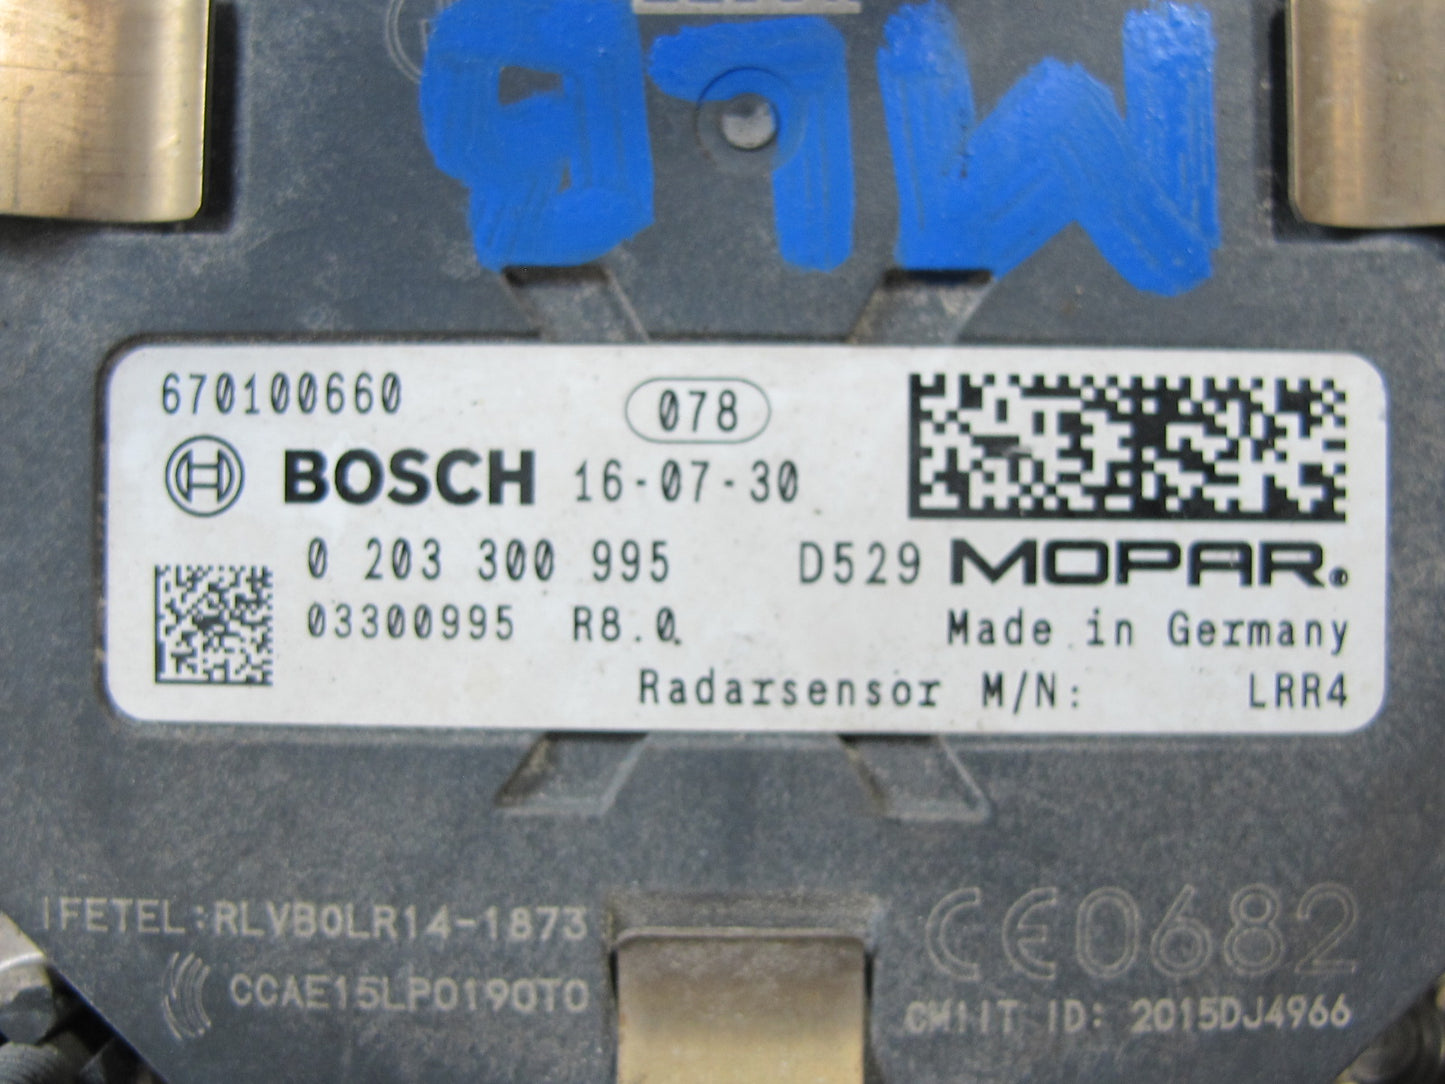 670100660
078
BOSCH 16-07-30
0 203 300 995 D529 MOPAR®
03300995 R8.0
Made in Germany
Radarsensor M/N: LRR4
IFETEL:RLVBOLR14-1873
CE0682
CCAE15LP0190T0
CMIIT ID: 2015DJ4966